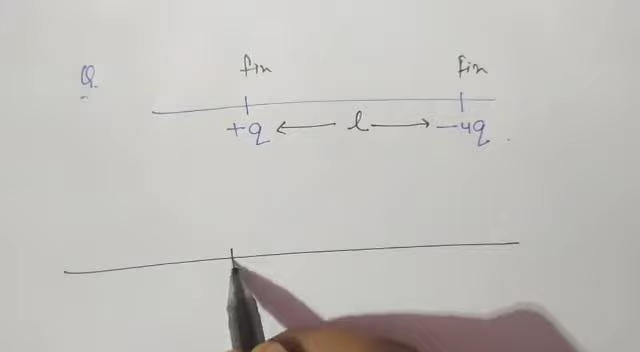 Q.
fix fix
+q ← l → -4q